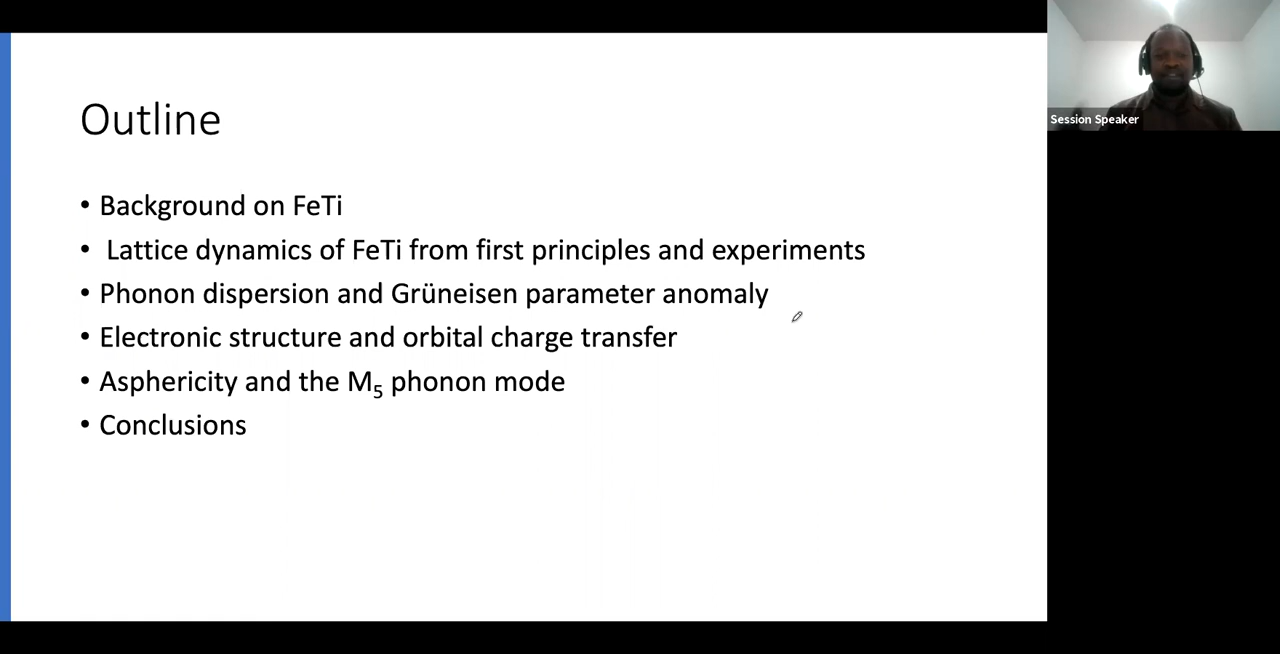 Outline
• Background on FeTi
• Lattice dynamics of FeTi from first principles and experiments
• Phonon dispersion and Grüneisen parameter anomaly
• Electronic structure and orbital charge transfer
• Asphericity and the M₅ phonon mode
• Conclusions
Session Speaker